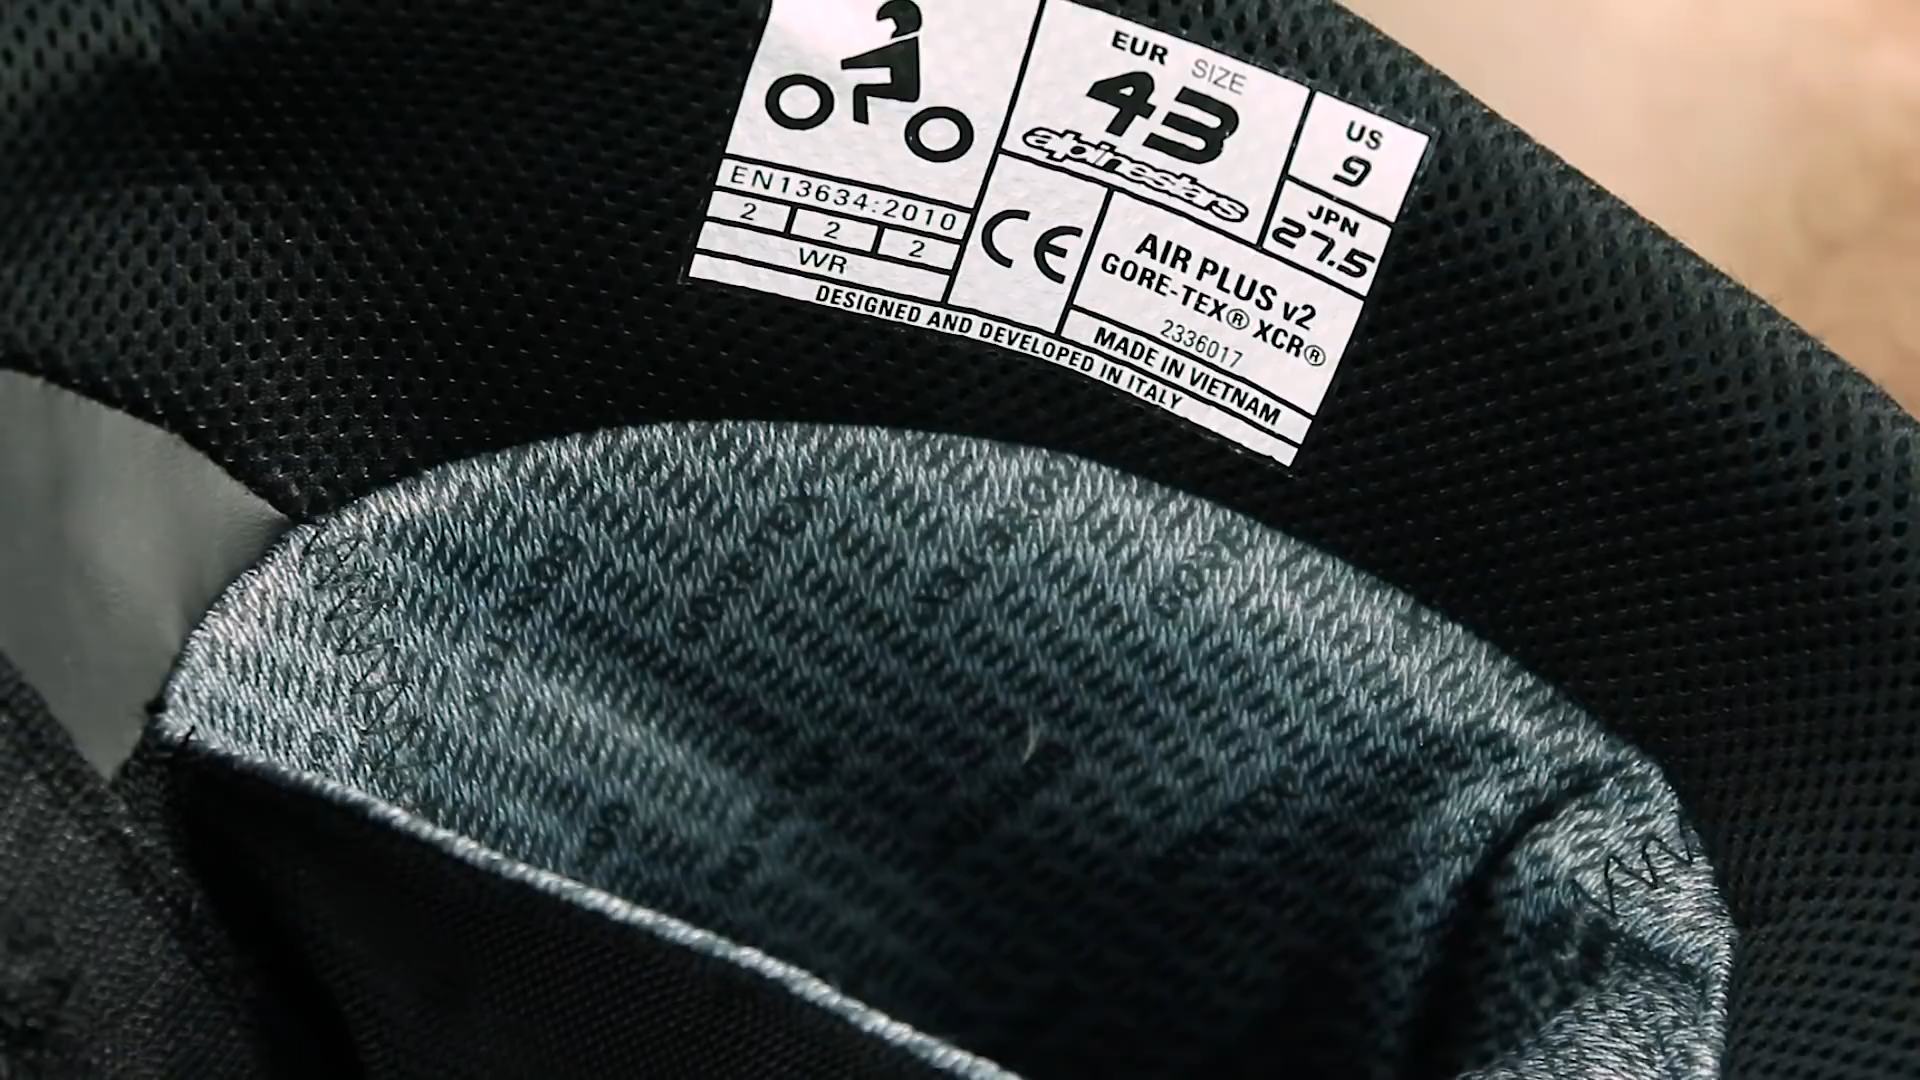 EUR SIZE
43
alpinestars
US
9
JPN
27.5
EN13634:2010
2 2 2
WR
CE
AIR PLUS v2
GORE-TEX® XCR®
2336017
MADE IN VIETNAM
DESIGNED AND DEVELOPED IN ITALY